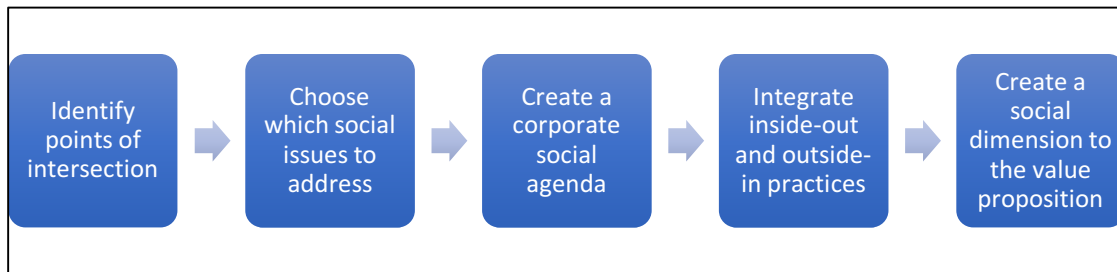 Identify
points of
intersection
Choose
which social
issues to
address
Create a
corporate
social
agenda
Integrate
inside-out
and outside-
in practices
Create a
social
dimension to
the value
proposition